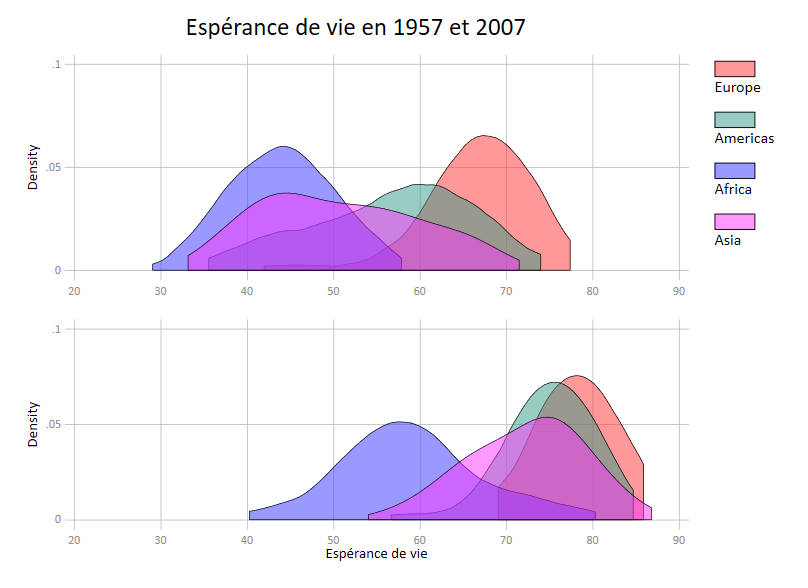 Espérance de vie en 1957 et 2007
.1
.05
0
Density
20 30 40 50 60 70 80 90
.1
.05
0
Density
20 30 40 50 60 70 80 90
Espérance de vie
Europe
Americas
Africa
Asia